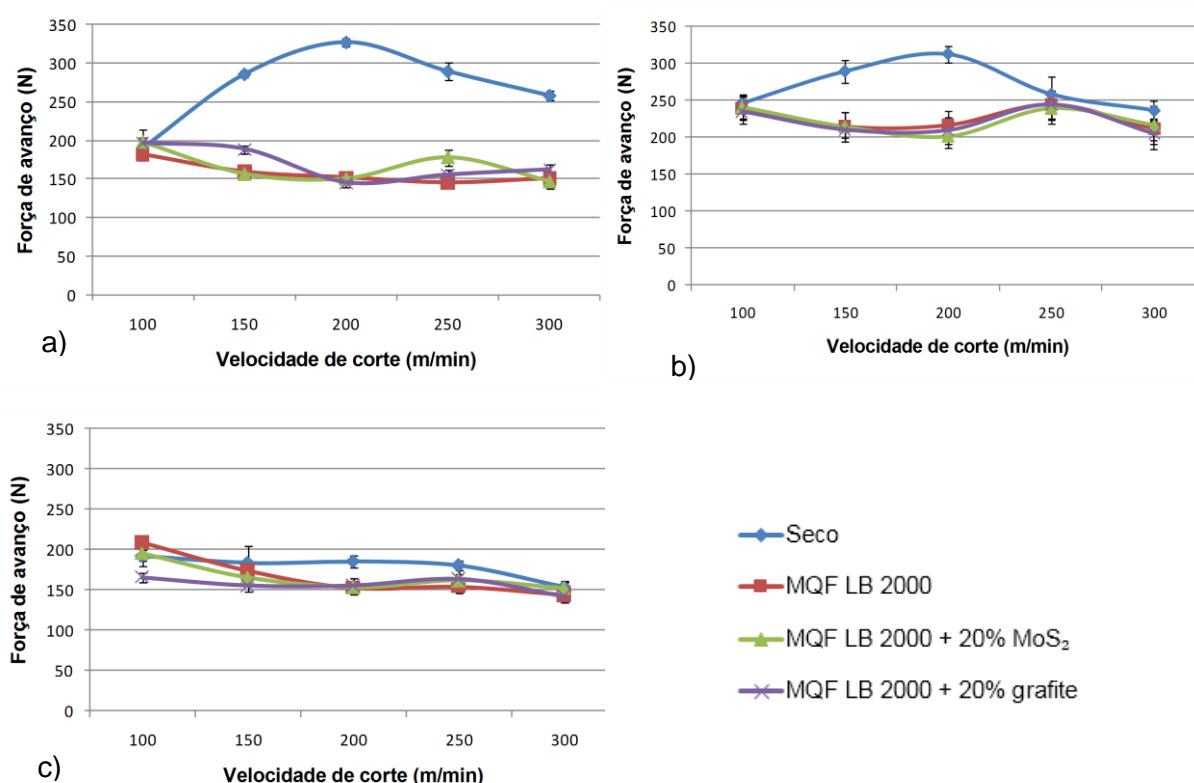 Força de avanço (N)
350
300
250
200
150
100
50
0
100 150 200 250 300
Velocidade de corte (m/min)
a)
Força de avanço (N)
350
300
250
200
150
100
50
0
100 150 200 250 300
Velocidade de corte (m/min)
b)
Força de avanço (N)
350
300
250
200
150
100
50
0
100 150 200 250 300
Velocidade de corte (m/min)
c)
Seco
MQF LB 2000
MQF LB 2000 + 20% MoS₂
MQF LB 2000 + 20% grafite